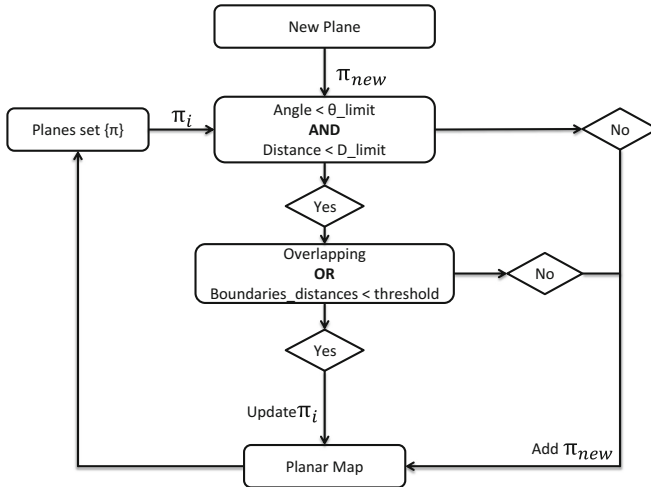 New Plane
π_new
Planes set {π}
π_i
Angle < θ_limit
AND
Distance < D_limit
No
Yes
Overlapping
OR
Boundaries_distances < threshold
No
Yes
Update π_i
Add π_new
Planar Map